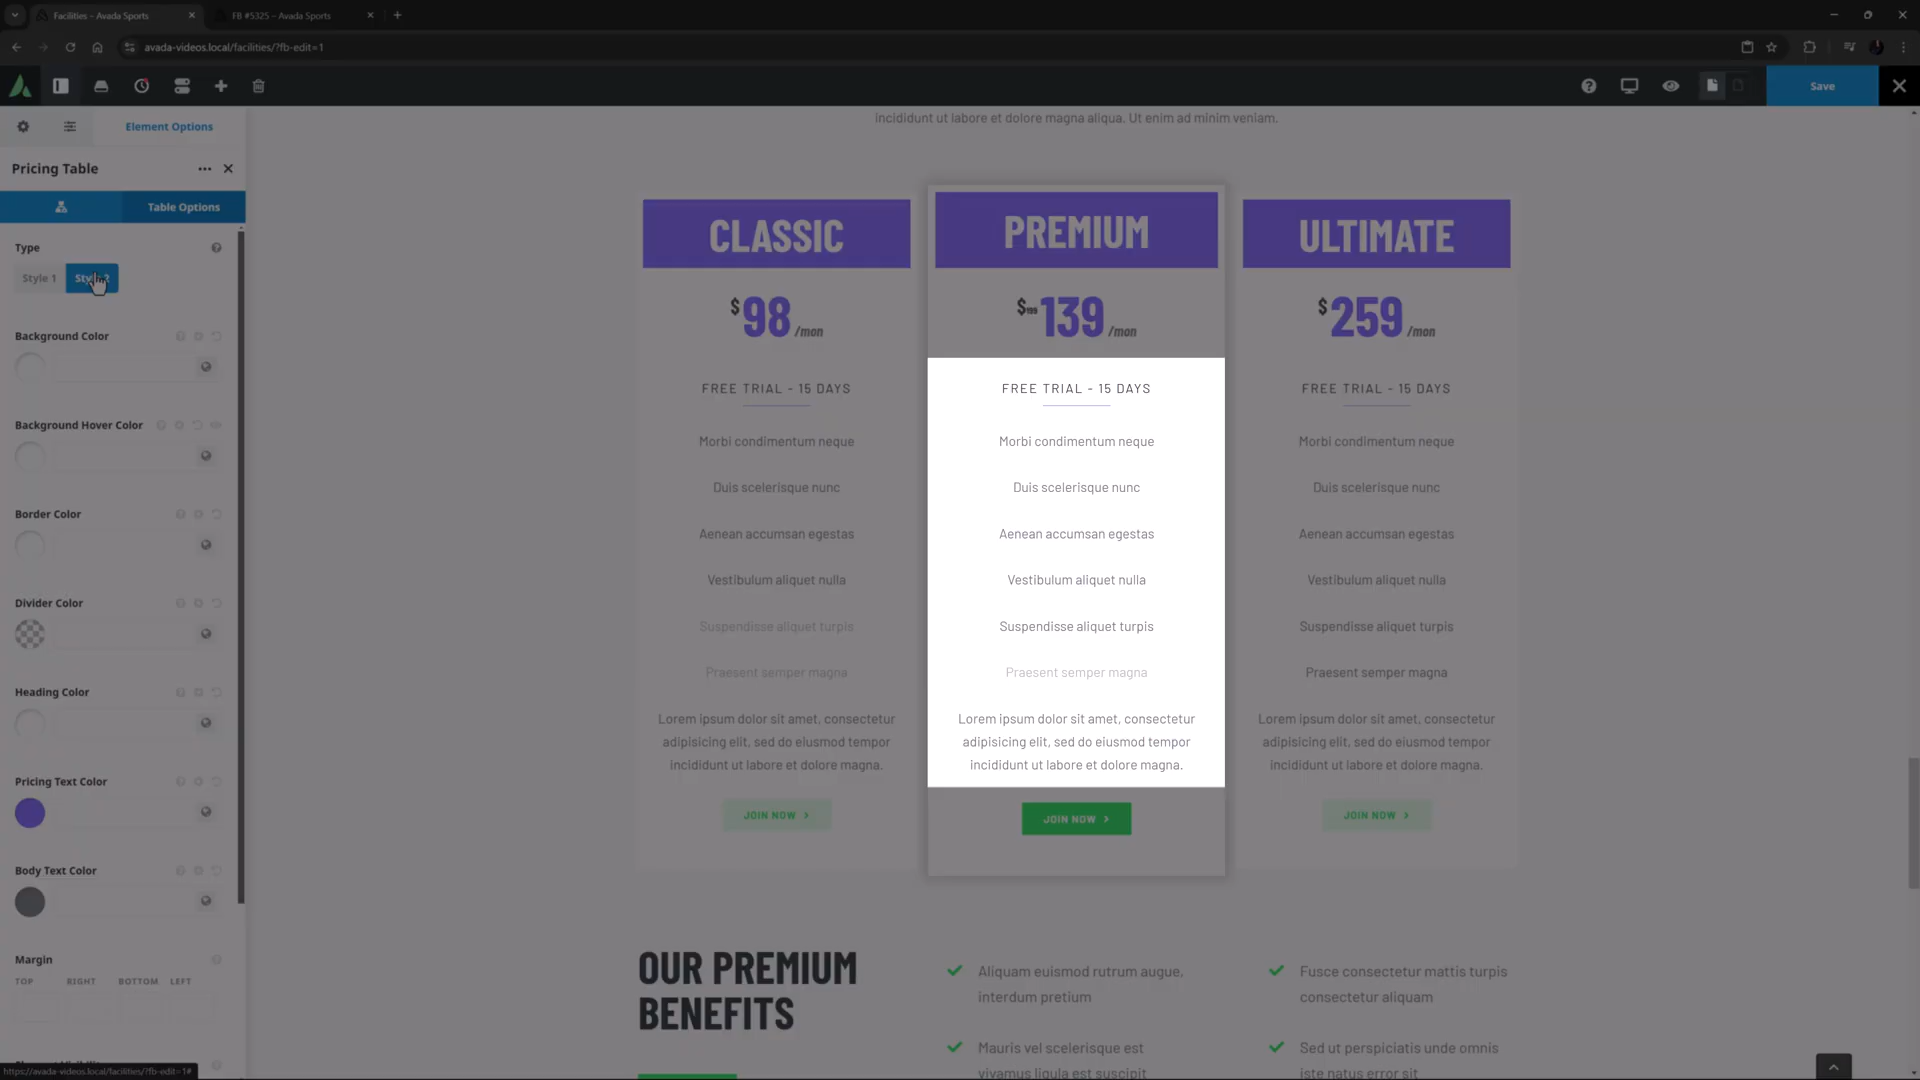 Facilities – Avada Sports
FB #5325 – Avada Sports
avada-videos.local/facilities/?fb-edit=1
Save
Element Options
Pricing Table
Table Options
Type
Style 1
Background Color
Background Hover Color
Border Color
Divider Color
Heading Color
Pricing Text Color
Body Text Color
Margin
TOP RIGHT BOTTOM LEFT
https://avada-videos.local/facilities/?fb-edit=1#
incididunt ut labore et dolore magna aliqua. Ut enim ad minim veniam.
CLASSIC
$98 /mon
FREE TRIAL - 15 DAYS
Morbi condimentum neque
Duis scelerisque nunc
Aenean accumsan egestas
Vestibulum aliquet nulla
Suspendisse aliquet turpis
Praesent semper magna
Lorem ipsum dolor sit amet, consectetur
adipisicing elit, sed do eiusmod tempor
incididunt ut labore et dolore magna.
JOIN NOW
PREMIUM
$ 139 /mon
FREE TRIAL - 15 DAYS
Morbi condimentum neque
Duis scelerisque nunc
Aenean accumsan egestas
Vestibulum aliquet nulla
Suspendisse aliquet turpis
Praesent semper magna
Lorem ipsum dolor sit amet, consectetur
adipisicing elit, sed do eiusmod tempor
incididunt ut labore et dolore magna.
JOIN NOW
ULTIMATE
$259 /mon
FREE TRIAL - 15 DAYS
Morbi condimentum neque
Duis scelerisque nunc
Aenean accumsan egestas
Vestibulum aliquet nulla
Suspendisse aliquet turpis
Praesent semper magna
Lorem ipsum dolor sit amet, consectetur
adipisicing elit, sed do eiusmod tempor
incididunt ut labore et dolore magna.
JOIN NOW
OUR PREMIUM
BENEFITS
Aliquam euismod rutrum augue,
interdum pretium
Mauris vel scelerisque est
vivamus ligula est suscipit
Fusce consectetur mattis turpis
consectetur aliquam
Sed ut perspiciatis unde omnis
iste natus error sit